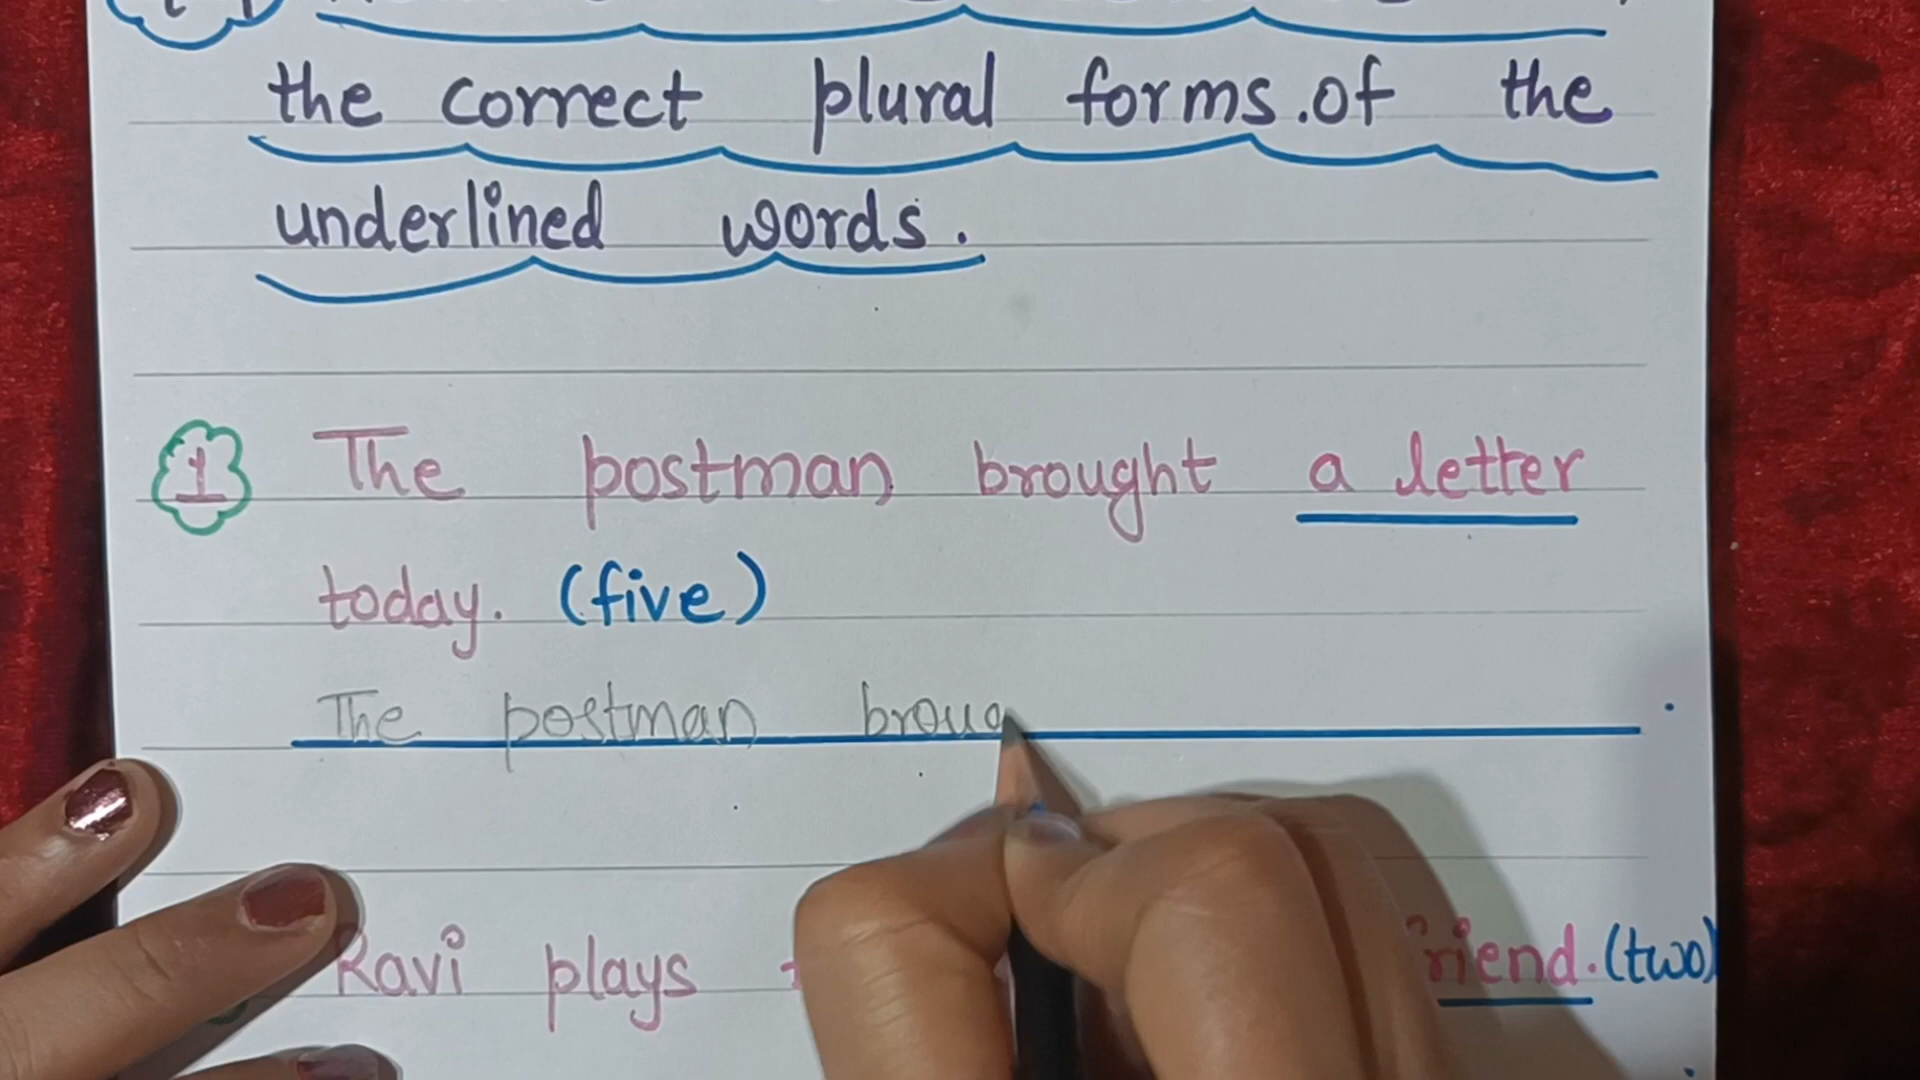 the correct plural forms.of the
underlined words.
1 The postman brought a letter
today. (five)
The postman broug
Ravi plays riend. (two)